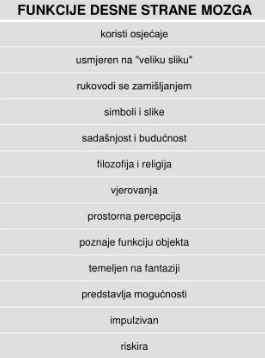 FUNKCIJE DESNE STRANE MOZGA
koristi osjećaje
usmjeren na "veliku sliku"
rukovodi se zamišljanjem
simboli i slike
sadašnjost i budućnost
filozofija i religija
vjerovanja
prostorna percepcija
poznaje funkciju objekta
temeljen na fantaziji
predstavlja mogućnosti
impulzivan
riskira